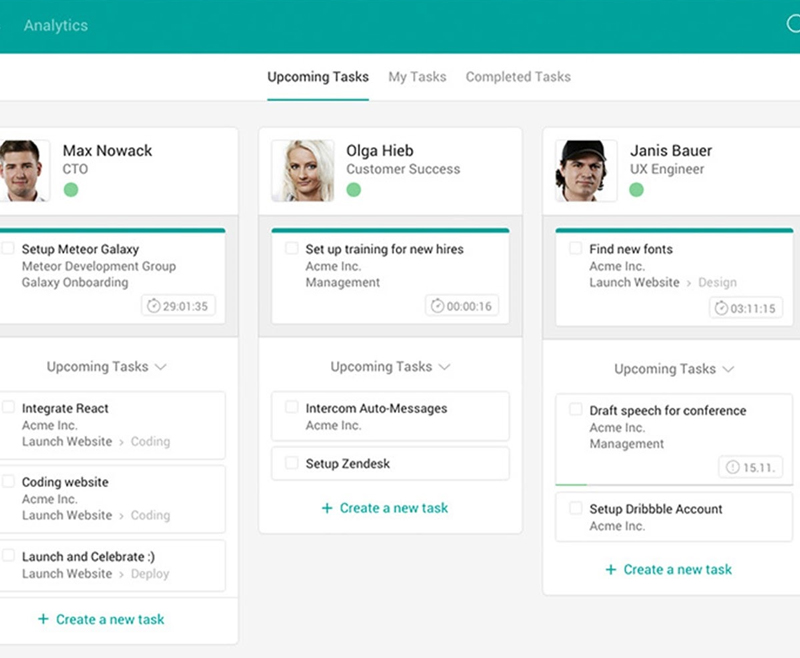 Analytics
Upcoming Tasks
My Tasks
Completed Tasks
Max Nowack
CTO
Setup Meteor Galaxy
Meteor Development Group
Galaxy Onboarding
29:01:35
Upcoming Tasks
Integrate React
Acme Inc.
Launch Website > Coding
Coding website
Acme Inc.
Launch Website > Coding
Launch and Celebrate :)
Launch Website > Deploy
+ Create a new task
Olga Hieb
Customer Success
Set up training for new hires
Acme Inc.
Management
00:00:16
Upcoming Tasks
Intercom Auto-Messages
Acme Inc.
Setup Zendesk
+ Create a new task
Janis Bauer
UX Engineer
Find new fonts
Acme Inc.
Launch Website > Design
03:11:15
Upcoming Tasks
Draft speech for conference
Acme Inc.
Management
15.11.
Setup Dribbble Account
Acme Inc.
+ Create a new task